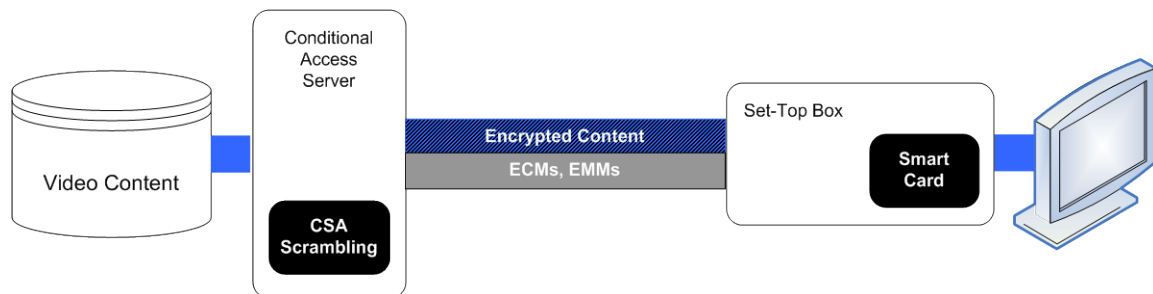 Video Content
Conditional
Access
Server
CSA
Scrambling
Encrypted Content
ECMs, EMMs
Set-Top Box
Smart
Card